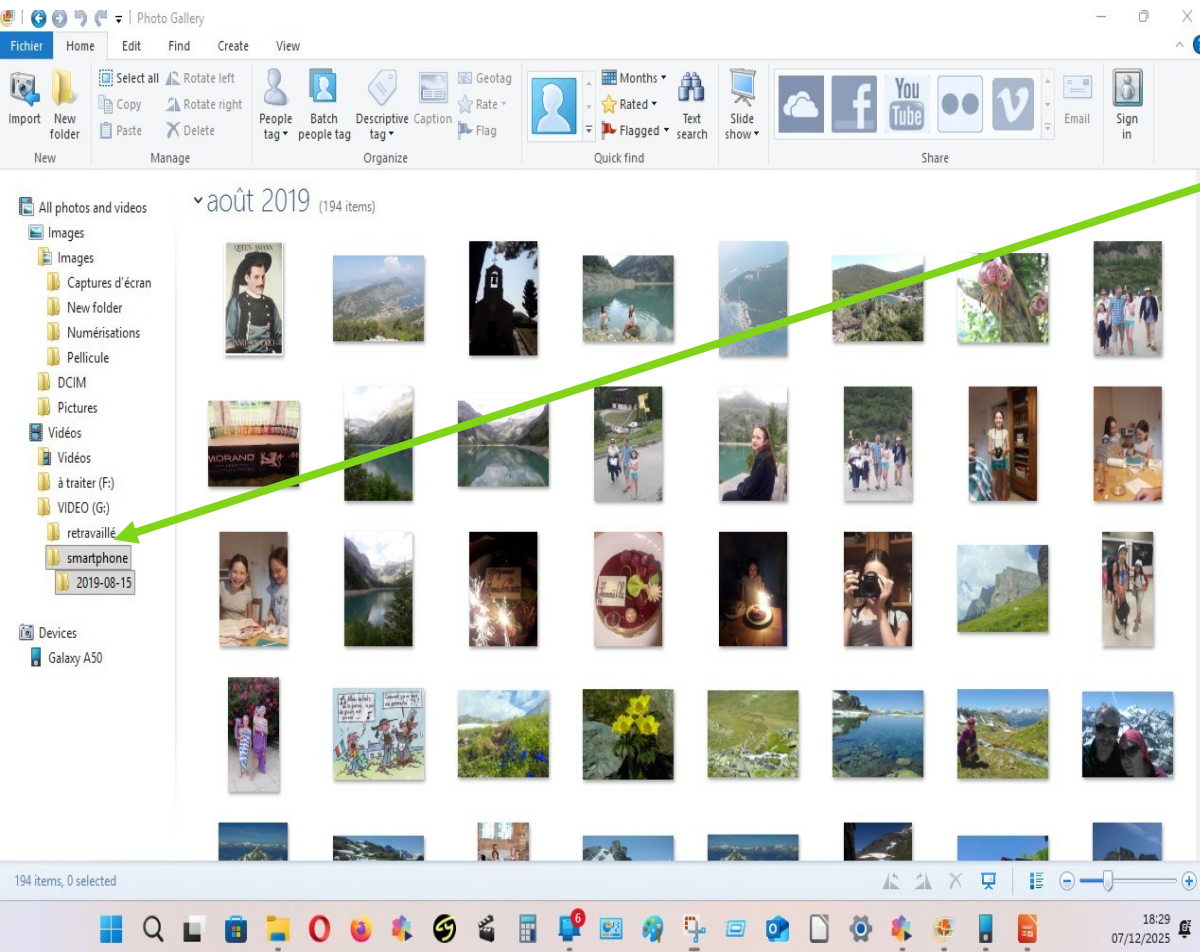 Photo Gallery
Fichier Home Edit Find Create View
Import
New folder
Select all
Copy
Paste
Rotate left
Rotate right
Delete
People tag
Batch people tag
Descriptive tag
Caption
Geotag
Rate
Flag
Months
Rated
Flagged
Text search
Slide show
You
Tube
Email
Sign in
New Manage Organize Quick find Share
All photos and videos
Images
Images
Captures d'écran
New folder
Numérisations
Pellicule
DCIM
Pictures
Vidéos
Vidéos
à traiter (F:)
VIDEO (G:)
retravaillé
smartphone
2019-08-15
Devices
Galaxy A50
août 2019 (194 items)
QUEEN AMANN
MORAND
194 items, 0 selected
6
18:29
07/12/2025